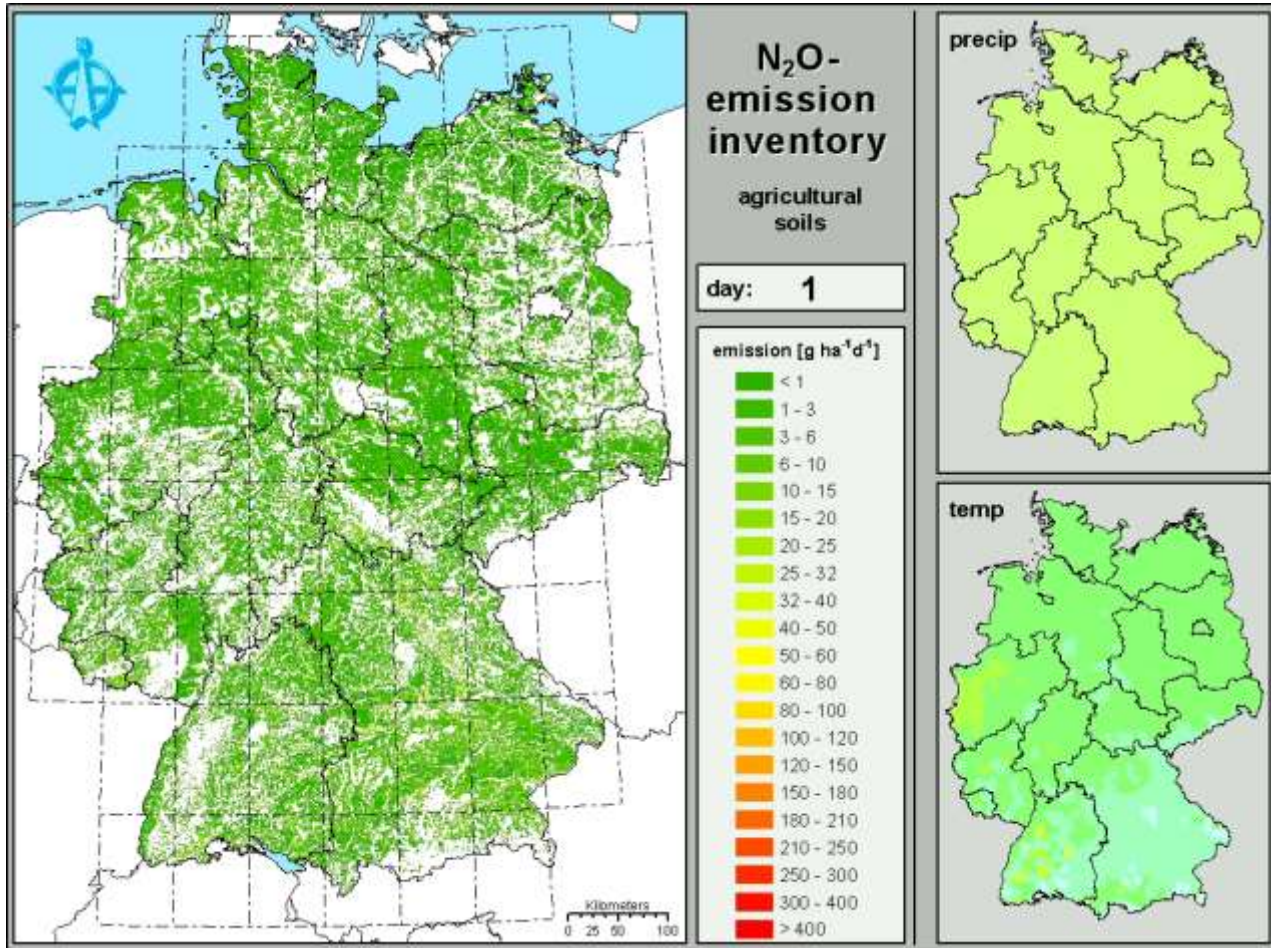 N₂O-
emission
inventory
agricultural
soils
day: 1
emission [g ha⁻¹d⁻¹]
< 1
1 - 3
3 - 6
6 - 10
10 - 15
15 - 20
20 - 25
25 - 32
32 - 40
40 - 50
50 - 60
60 - 80
80 - 100
100 - 120
120 - 150
150 - 180
180 - 210
210 - 250
250 - 300
300 - 400
> 400
Kilometers
0 25 50 100
precip
temp